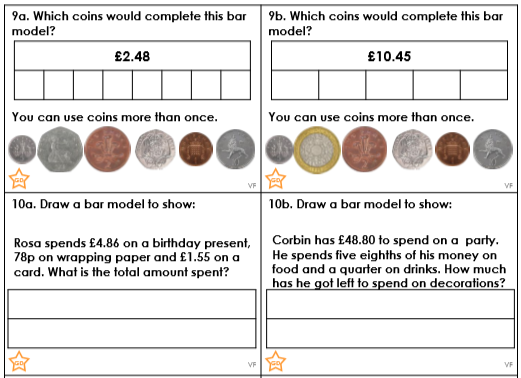 9a. Which coins would complete this bar
model?
£2.48
You can use coins more than once.
GD
VF
9b. Which coins would complete this bar
model?
£10.45
You can use coins more than once.
GD
VF
10a. Draw a bar model to show:
Rosa spends £4.86 on a birthday present,
78p on wrapping paper and £1.55 on a
card. What is the total amount spent?
GD
VF
10b. Draw a bar model to show:
Corbin has £48.80 to spend on a party.
He spends five eighths of his money on
food and a quarter on drinks. How much
has he got left to spend on decorations?
GD
VF